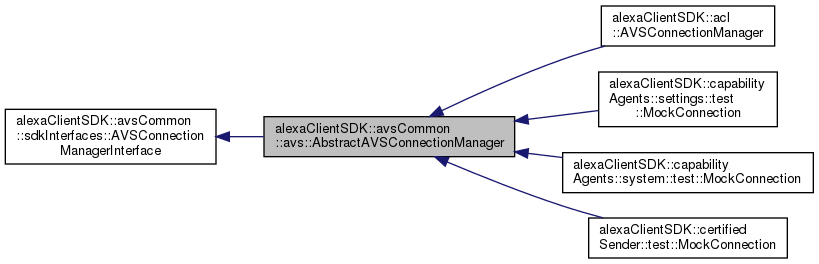 alexaClientSDK::acl
::AVSConnectionManager
alexaClientSDK::capability
Agents::settings::test
::MockConnection
alexaClientSDK::avsCommon
::sdkInterfaces::AVSConnection
ManagerInterface
alexaClientSDK::avsCommon
::avs::AbstractAVSConnectionManager
alexaClientSDK::capability
Agents::system::test::MockConnection
alexaClientSDK::certified
Sender::test::MockConnection